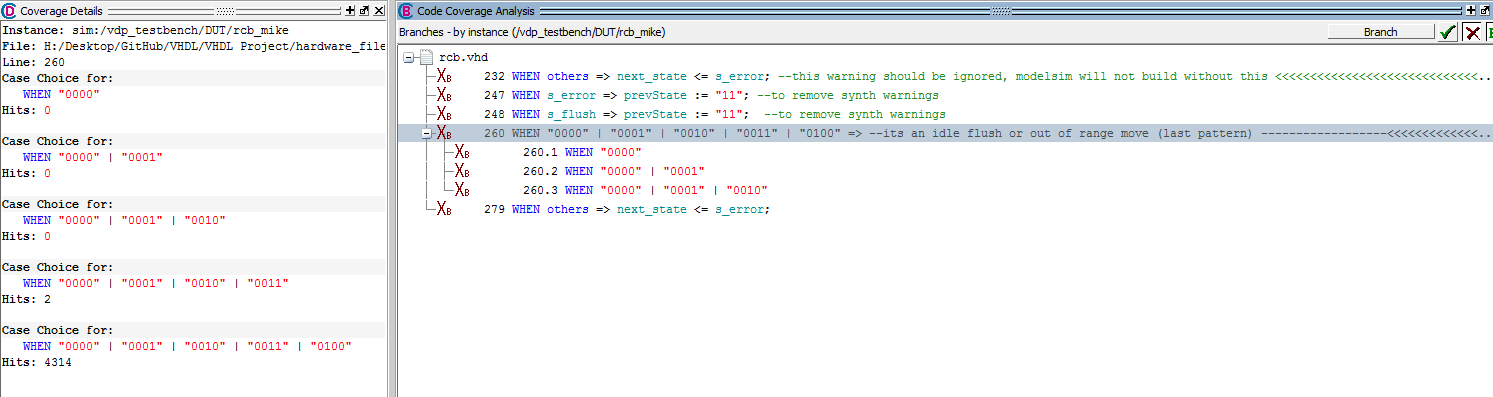 Coverage Details
Instance: sim:/vdp_testbench/DUT/rcb_mike
File: H:/Desktop/GitHub/VHDL/VHDL Project/hardware_file
Line: 260
Case Choice for:
WHEN "0000"
Hits: 0
Case Choice for:
WHEN "0000" | "0001"
Hits: 0
Case Choice for:
WHEN "0000" | "0001" | "0010"
Hits: 0
Case Choice for:
WHEN "0000" | "0001" | "0010" | "0011"
Hits: 2
Case Choice for:
WHEN "0000" | "0001" | "0010" | "0011" | "0100"
Hits: 4314
Code Coverage Analysis
Branches - by instance (/vdp_testbench/DUT/rcb_mike)
Branch
rcb.vhd
XB 232 WHEN others => next_state <= s_error; --this warning should be ignored, modelsim will not build without this <<<<<<<<<<<<<<<<<<<<<<<<<<<<<...
XB 247 WHEN s_error => prevState := "11"; --to remove synth warnings
XB 248 WHEN s_flush => prevState := "11"; --to remove synth warnings
XB 260 WHEN "0000" | "0001" | "0010" | "0011" | "0100" => --its an idle flush or out of range move (last pattern) ------------------<<<<<<<<<<<<<...
XB 260.1 WHEN "0000"
XB 260.2 WHEN "0000" | "0001"
XB 260.3 WHEN "0000" | "0001" | "0010"
XB 279 WHEN others => next_state <= s_error;